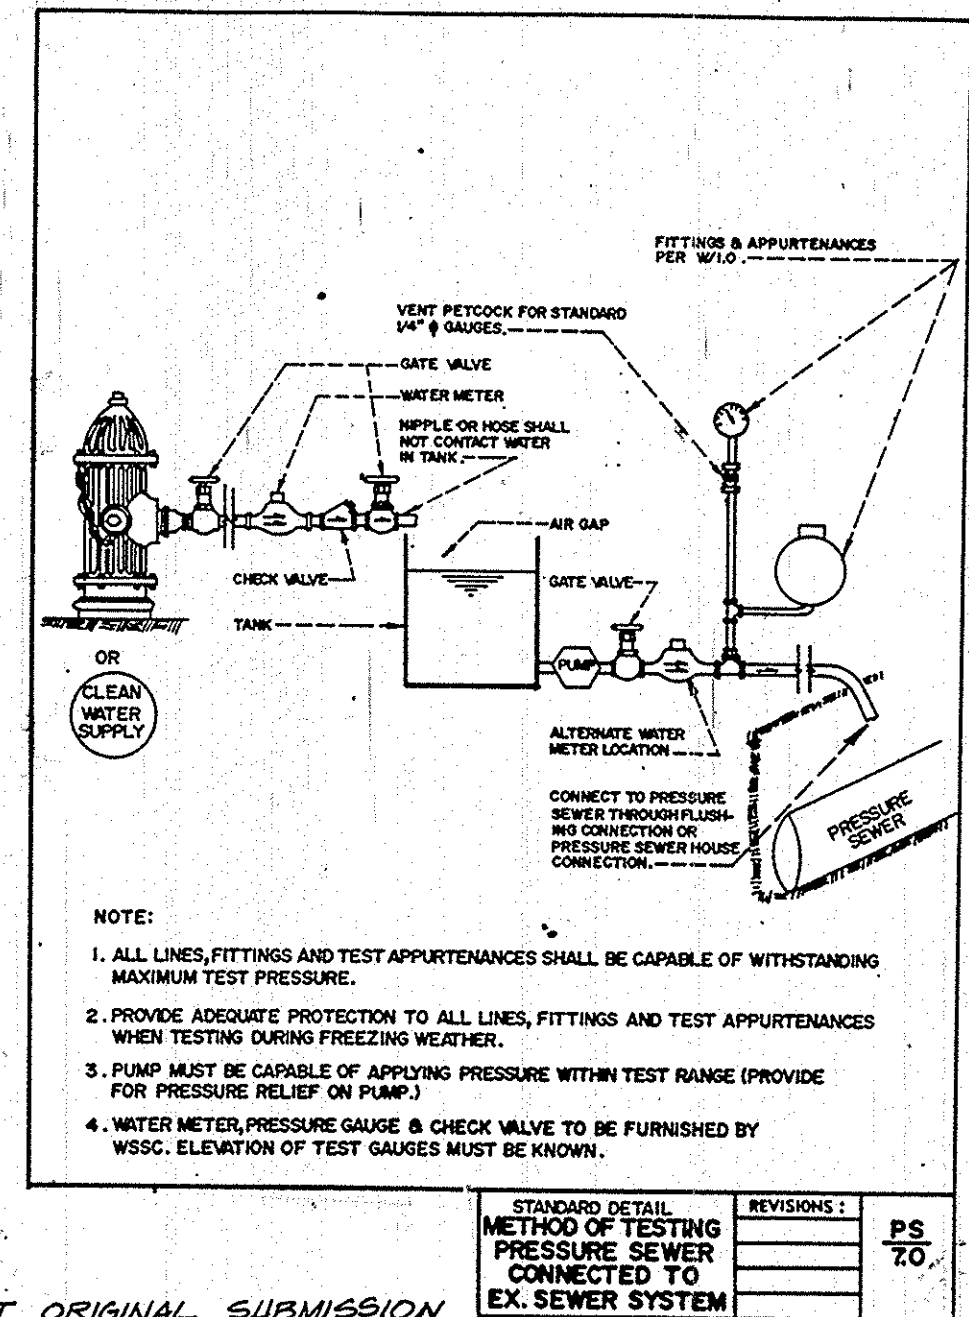 FITTINGS & APPURTENANCES
PER W/1.0.
VENT PETCOCK FOR STANDARD
1/4" ϕ GAUGES.
GATE VALVE
WATER METER
NIPPLE OR HOSE SHALL
NOT CONTACT WATER
IN TANK.
AIR GAP
CHECK VALVE
GATE VALVE
TANK
PUMP
OR
CLEAN
WATER
SUPPLY
ALTERNATE WATER
METER LOCATION
CONNECT TO PRESSURE
SEWER THROUGH FLUSH-
ING CONNECTION OR
PRESSURE SEWER HOUSE
CONNECTION.
PRESSURE
SEWER
NOTE:
1. ALL LINES, FITTINGS AND TEST APPURTENANCES SHALL BE CAPABLE OF WITHSTANDING
MAXIMUM TEST PRESSURE.
2. PROVIDE ADEQUATE PROTECTION TO ALL LINES, FITTINGS AND TEST APPURTENANCES
WHEN TESTING DURING FREEZING WEATHER.
3. PUMP MUST BE CAPABLE OF APPLYING PRESSURE WITHIN TEST RANGE (PROVIDE
FOR PRESSURE RELIEF ON PUMP.)
4. WATER METER, PRESSURE GAUGE & CHECK VALVE TO BE FURNISHED BY
WSSC. ELEVATION OF TEST GAUGES MUST BE KNOWN.
STANDARD DETAIL
METHOD OF TESTING
PRESSURE SEWER
CONNECTED TO
EX. SEWER SYSTEM
REVISIONS :
PS
7.0
ORIGINAL SUBMISSION